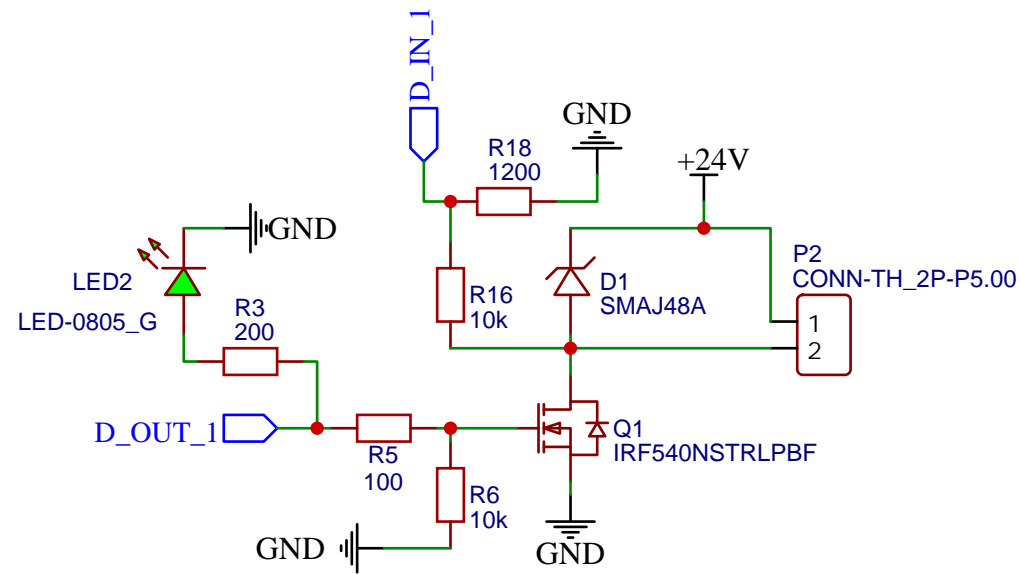 D_IN_1
GND
R18
1200
+24V
GND
P2
CONN-TH_2P-P5.00
LED2
LED-0805_G
R3
200
R16
10k
D1
SMAJ48A
1
2
D_OUT_1
R5
100
Q1
IRF540NSTRLPBF
R6
10k
GND
GND